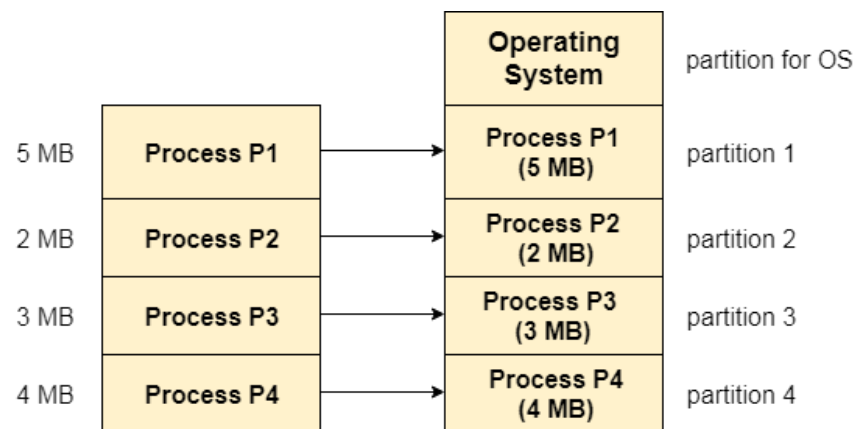 Operating
System
partition for OS
5 MB
Process P1
Process P1
(5 MB)
partition 1
2 MB
Process P2
Process P2
(2 MB)
partition 2
3 MB
Process P3
Process P3
(3 MB)
partition 3
4 MB
Process P4
Process P4
(4 MB)
partition 4